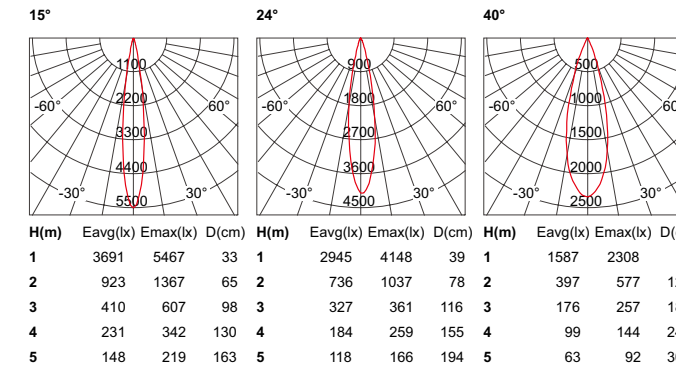 15° 24° 40°
1100 900 500
2200 1800 1000
-60° 60° -60° 60° 60
3300 2700 1500
4400 3600 2000
-30° 30° -30° 30° -30° 30°
5500 4500 2500
H(m) Eavg(lx) Emax(lx) D(cm) H(m) Eavg(lx) Emax(lx) D(cm) H(m) Eavg(lx) Emax(lx)
1 3691 5467 33 1 2945 4148 39 1 1587 2308
2 923 1367 65 2 736 1037 78 2 397 577
3 410 607 98 3 327 361 116 3 176 257
4 231 342 130 4 184 259 155 4 99 144
5 148 219 163 5 118 166 194 5 63 92